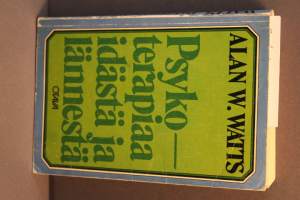 ALAN W. WATTS
Psyko—
terapiaa
idästä ja
lännestä
OTAVA